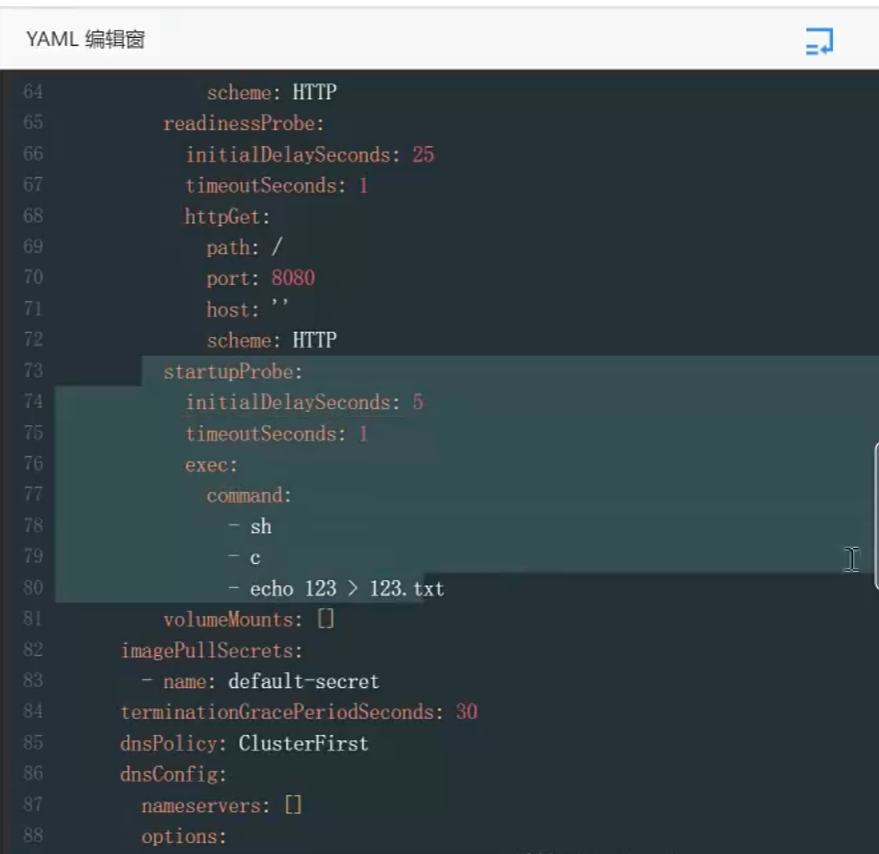 YAML 编辑窗
64 scheme: HTTP
65 readinessProbe:
66 initialDelaySeconds: 25
67 timeoutSeconds: 1
68 httpGet:
69 path: /
70 port: 8080
71 host: ''
72 scheme: HTTP
73 startupProbe:
74 initialDelaySeconds: 5
75 timeoutSeconds: 1
76 exec:
77 command:
78 - sh
79 - c
80 - echo 123 > 123.txt
81 volumeMounts: []
82 imagePullSecrets:
83 - name: default-secret
84 terminationGracePeriodSeconds: 30
85 dnsPolicy: ClusterFirst
86 dnsConfig:
87 nameservers: []
88 options: